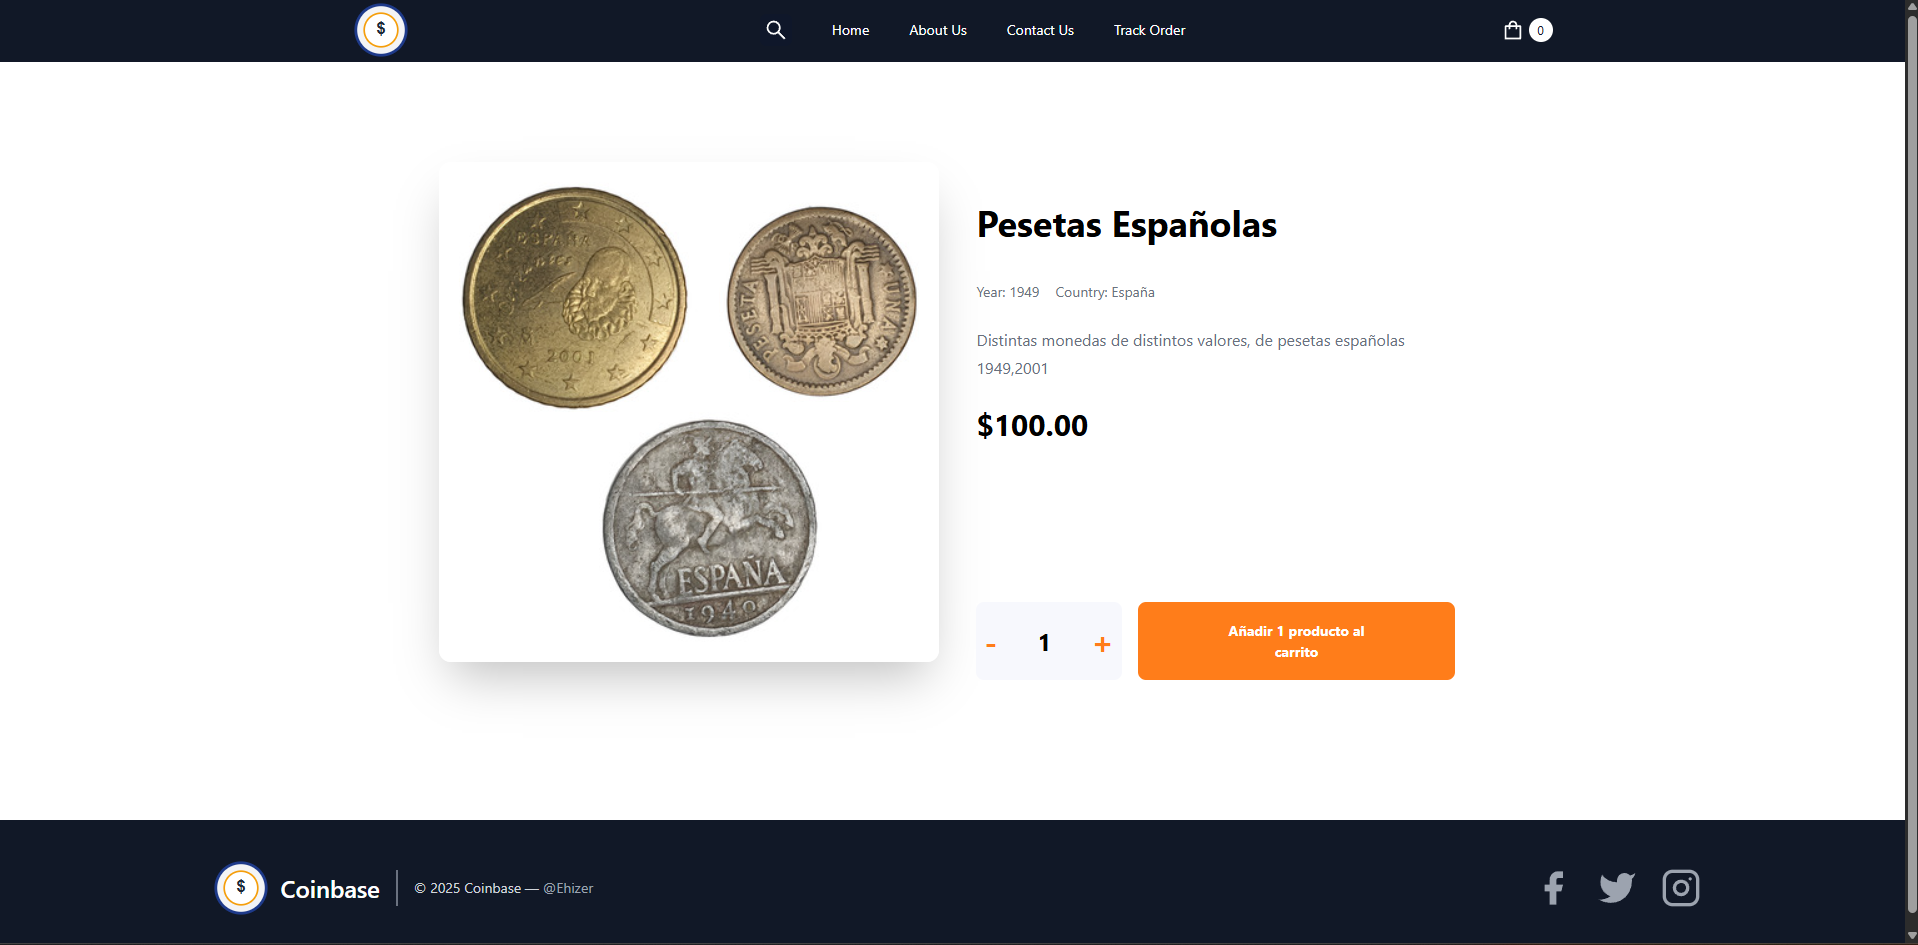 $
Home
About Us
Contact Us
Track Order
0
ESPAÑA
2001
PESETA
UNA
ESPAÑA
1940
Pesetas Españolas
Year: 1949 Country: España
Distintas monedas de distintos valores, de pesetas españolas
1949,2001
$100.00
- 1 +
Añadir 1 producto al
carrito
$
Coinbase
© 2025 Coinbase — @Ehizer